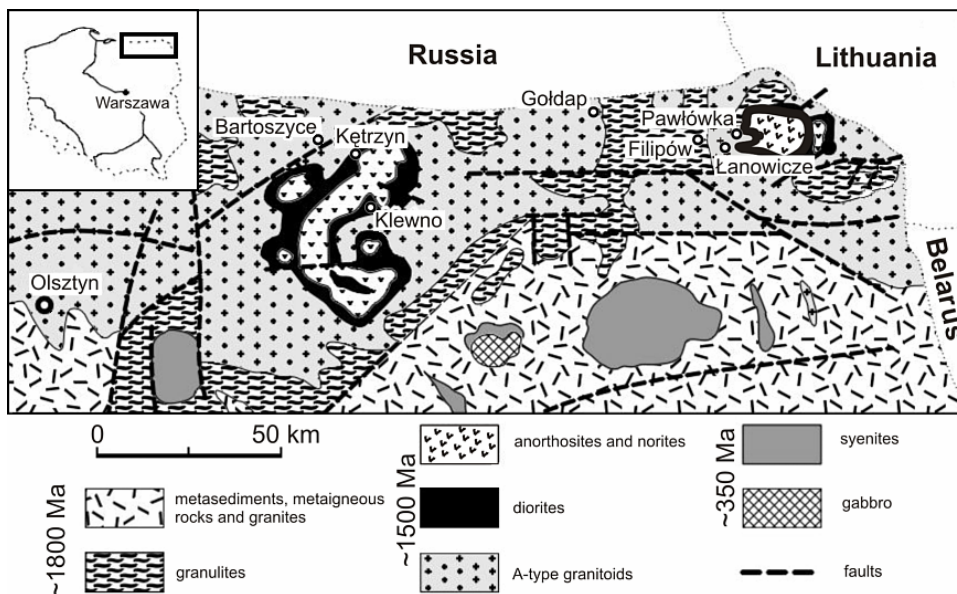 Russia
Lithuania
Warszawa
Gołdap
Bartoszyce
Kętrzyn
Pawłówka
Filipów
Łanowicze
Klewno
Olsztyn
Belarus
0 50 km
~1800 Ma
metasediments, metaigneous
rocks and granites
granulites
~1500 Ma
anorthosites and norites
diorites
A-type granitoids
~350 Ma
syenites
gabbro
faults